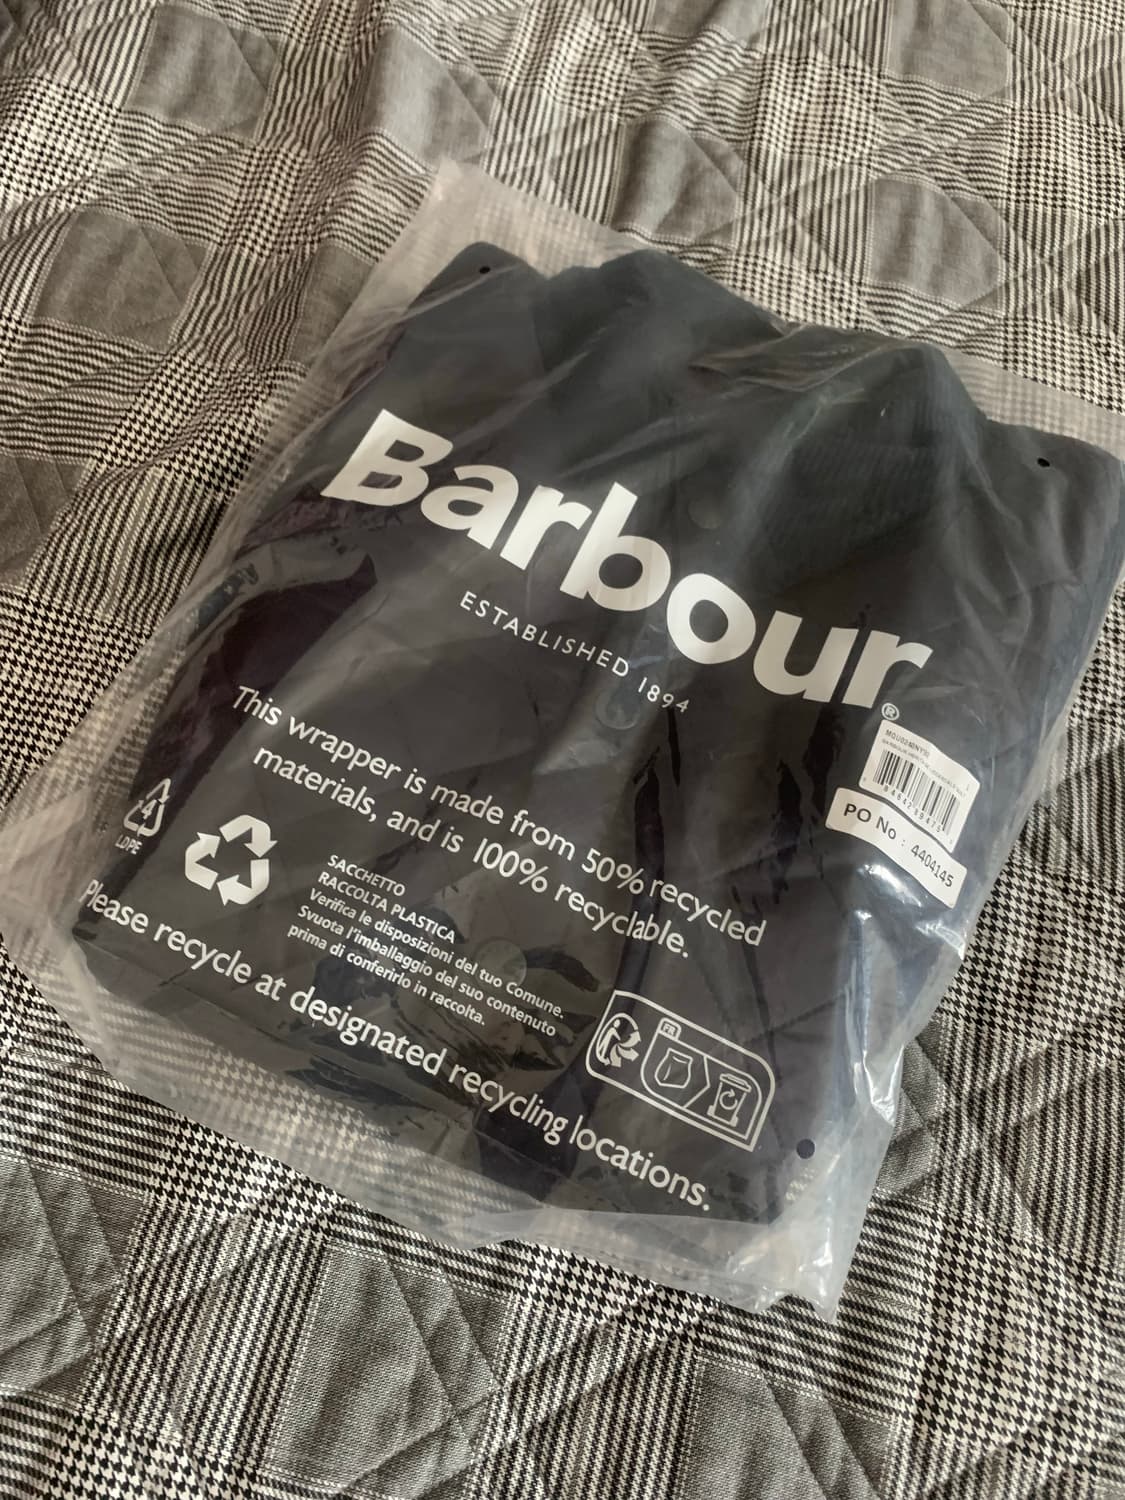 Barbour®
ESTABLISHED 1894
PO No : 4404145
This wrapper is made from 50% recycled
materials, and is 100% recyclable.
4
LDPE
SACCHETTO
RACCOLTA PLASTICA
Verifica le disposizioni del tuo Comune.
Svuota l'imballaggio del suo contenuto
prima di conferirlo in raccolta.
FR
Please recycle at designated recycling locations.